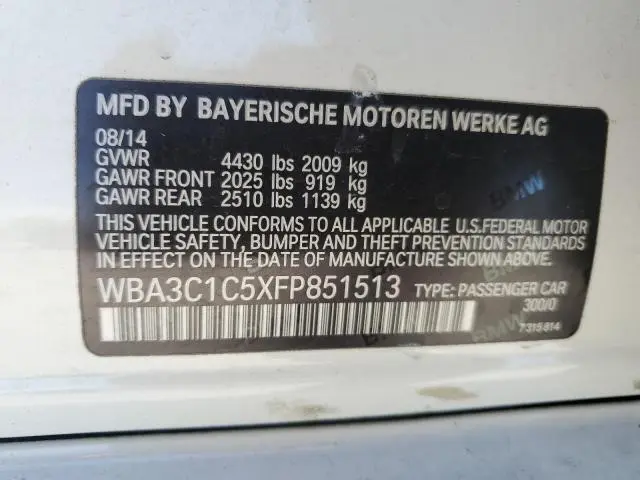 MFD BY BAYERISCHE MOTOREN WERKE AG
08/14
GVWR 4430 lbs 2009 kg
GAWR FRONT 2025 lbs 919 kg
GAWR REAR 2510 lbs 1139 kg
THIS VEHICLE CONFORMS TO ALL APPLICABLE U.S.FEDERAL MOTOR
VEHICLE SAFETY, BUMPER AND THEFT PREVENTION STANDARDS
IN EFFECT ON THE DATE OF MANUFACTURE SHOWN ABOVE.
WBA3C1C5XFP851513 TYPE: PASSENGER CAR
300/0
7315814
BMW
BMW